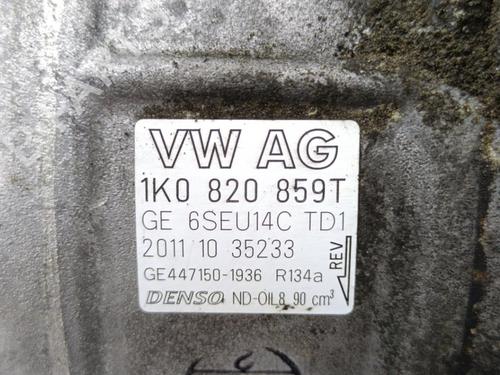 VW AG
1K0 820 859T
GE 6SEU14C TD1
2011 10 35233
GE447150-1936 R134a
DENSO ND-OIL8 90 cm³
REV